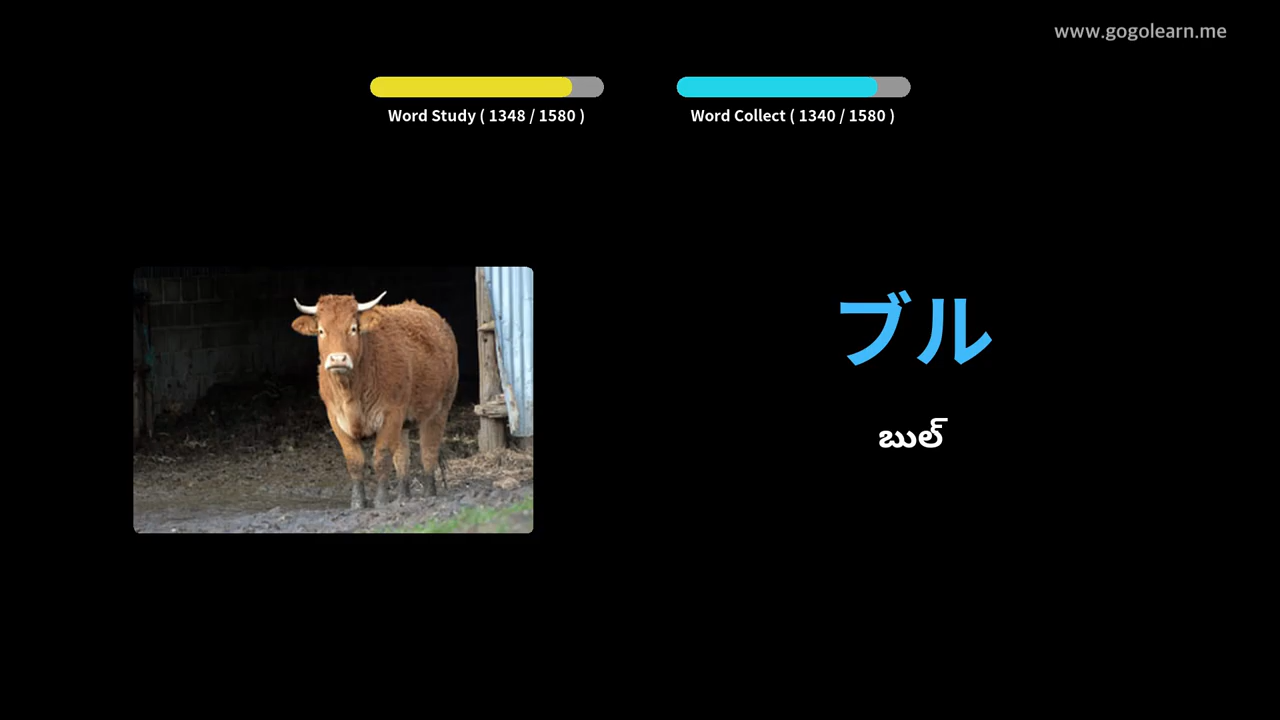 www.gogolearn.me
Word Study ( 1348 / 1580 )
Word Collect ( 1340 / 1580 )
ブル
బుల్